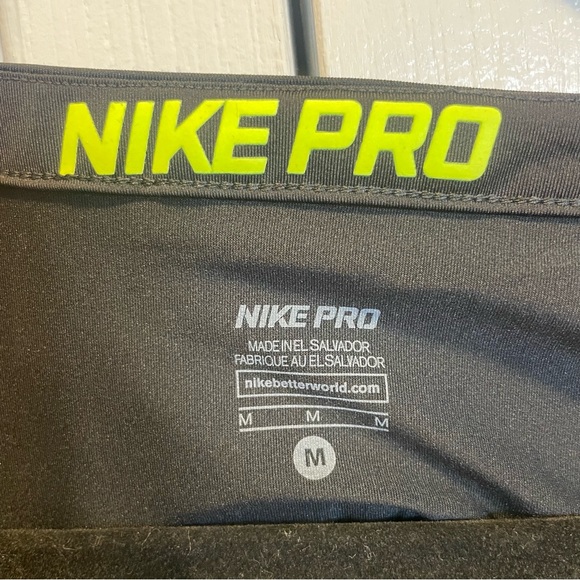 NIKE PRO
NIKE PRO
MADE IN EL SALVADOR
FABRIQUE AU EL SALVADOR
nikebetterworld.com
M M M
M